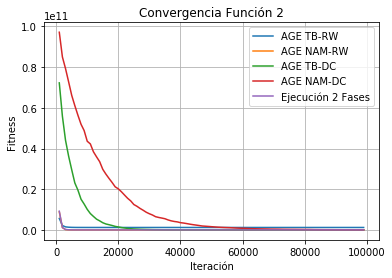 Convergencia Función 2
1e11
1.0
0.8
0.6
0.4
0.2
0.0
Fitness
AGE TB-RW
AGE NAM-RW
AGE TB-DC
AGE NAM-DC
Ejecución 2 Fases
0 20000 40000 60000 80000 100000
Iteración